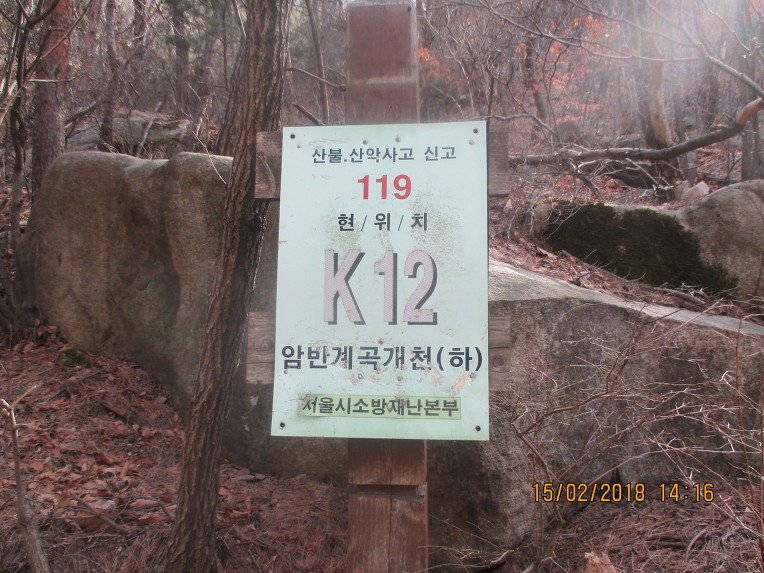 산불.산악사고 신고
119
현/위/치
K12
암반계곡개천(하)
서울시소방재난본부
15/02/2018 14:16